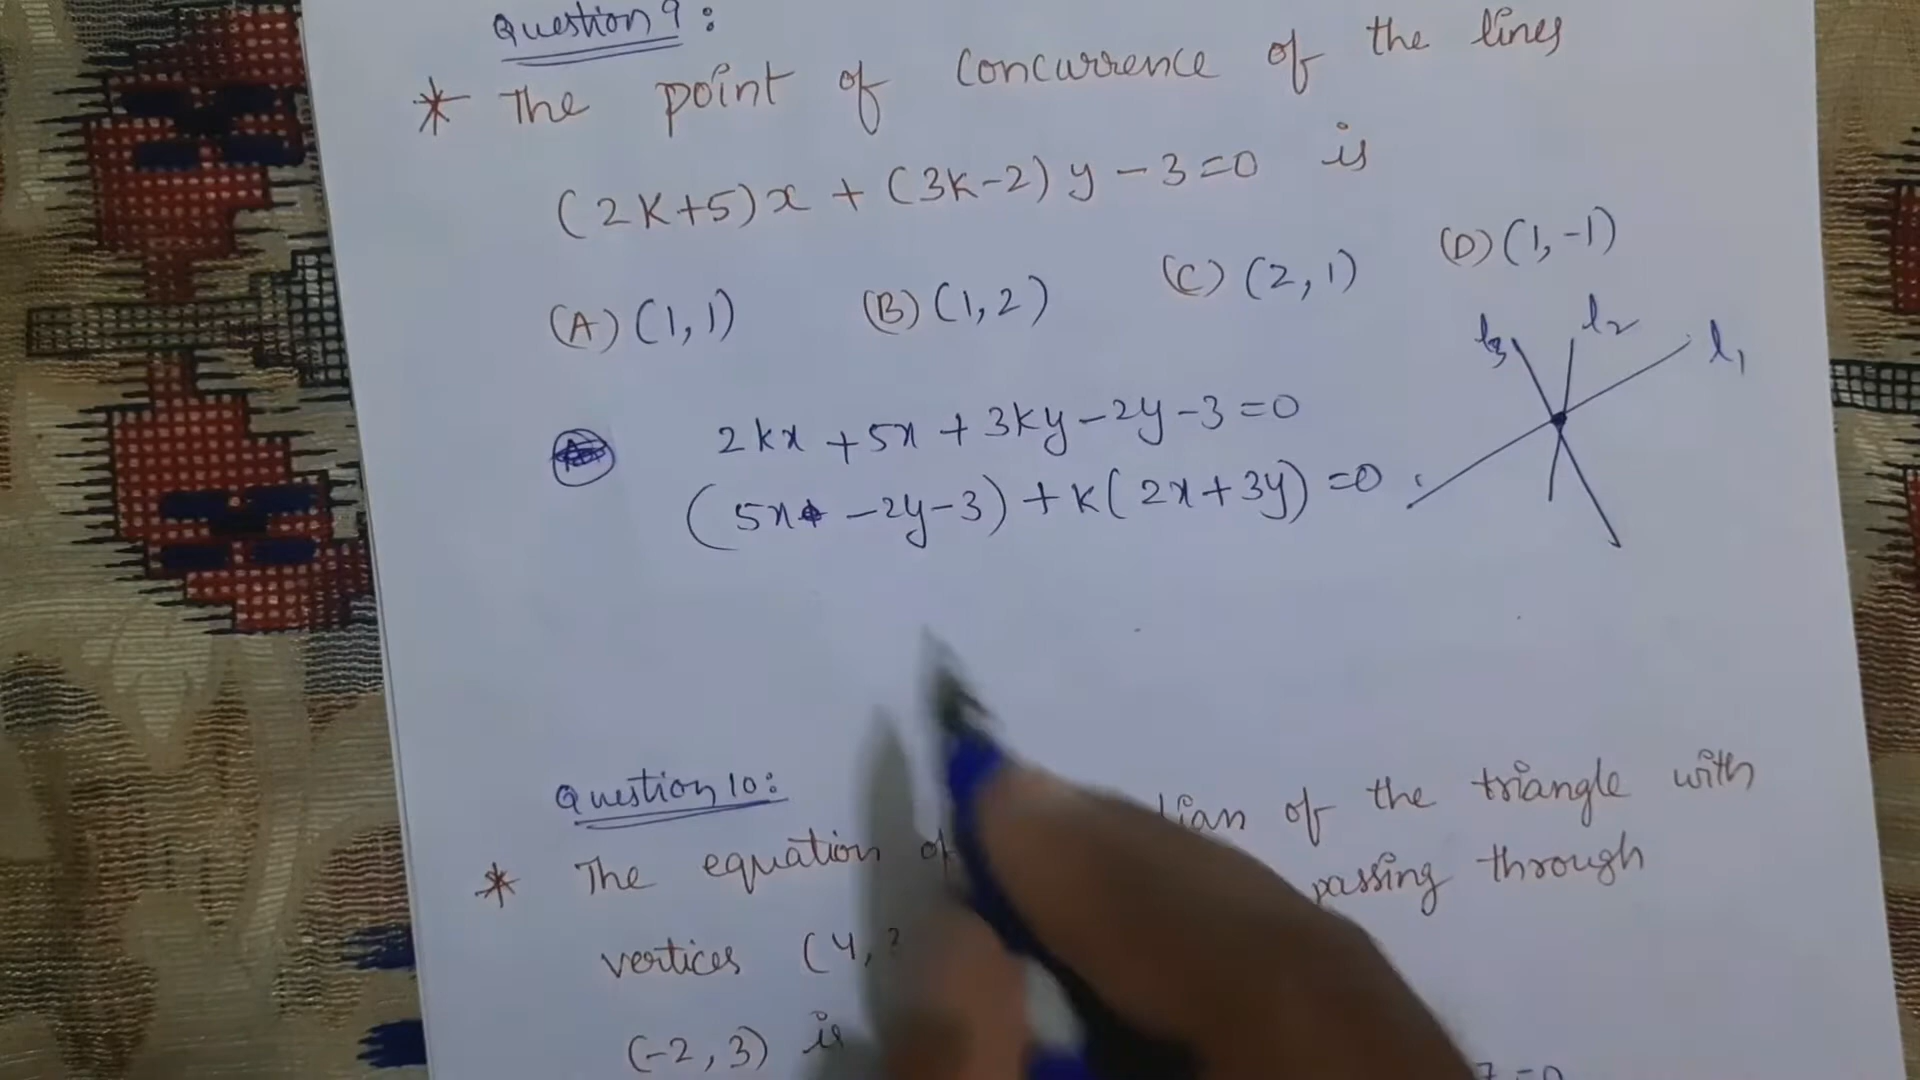 Question 9 :
* The point of concurrence of the lines
(2K+5)x + (3K-2) y - 3 = 0 is
(A) (1, 1) (B) (1, 2) (C) (2, 1) (D) (1, -1)
l3 l2 l1
2kx + 5x + 3ky - 2y - 3 = 0
(5x - 2y - 3) + k( 2x + 3y) = 0
Question 10:
* The equation of the triangle with
vertices (4, passing through
(-2, 3) is